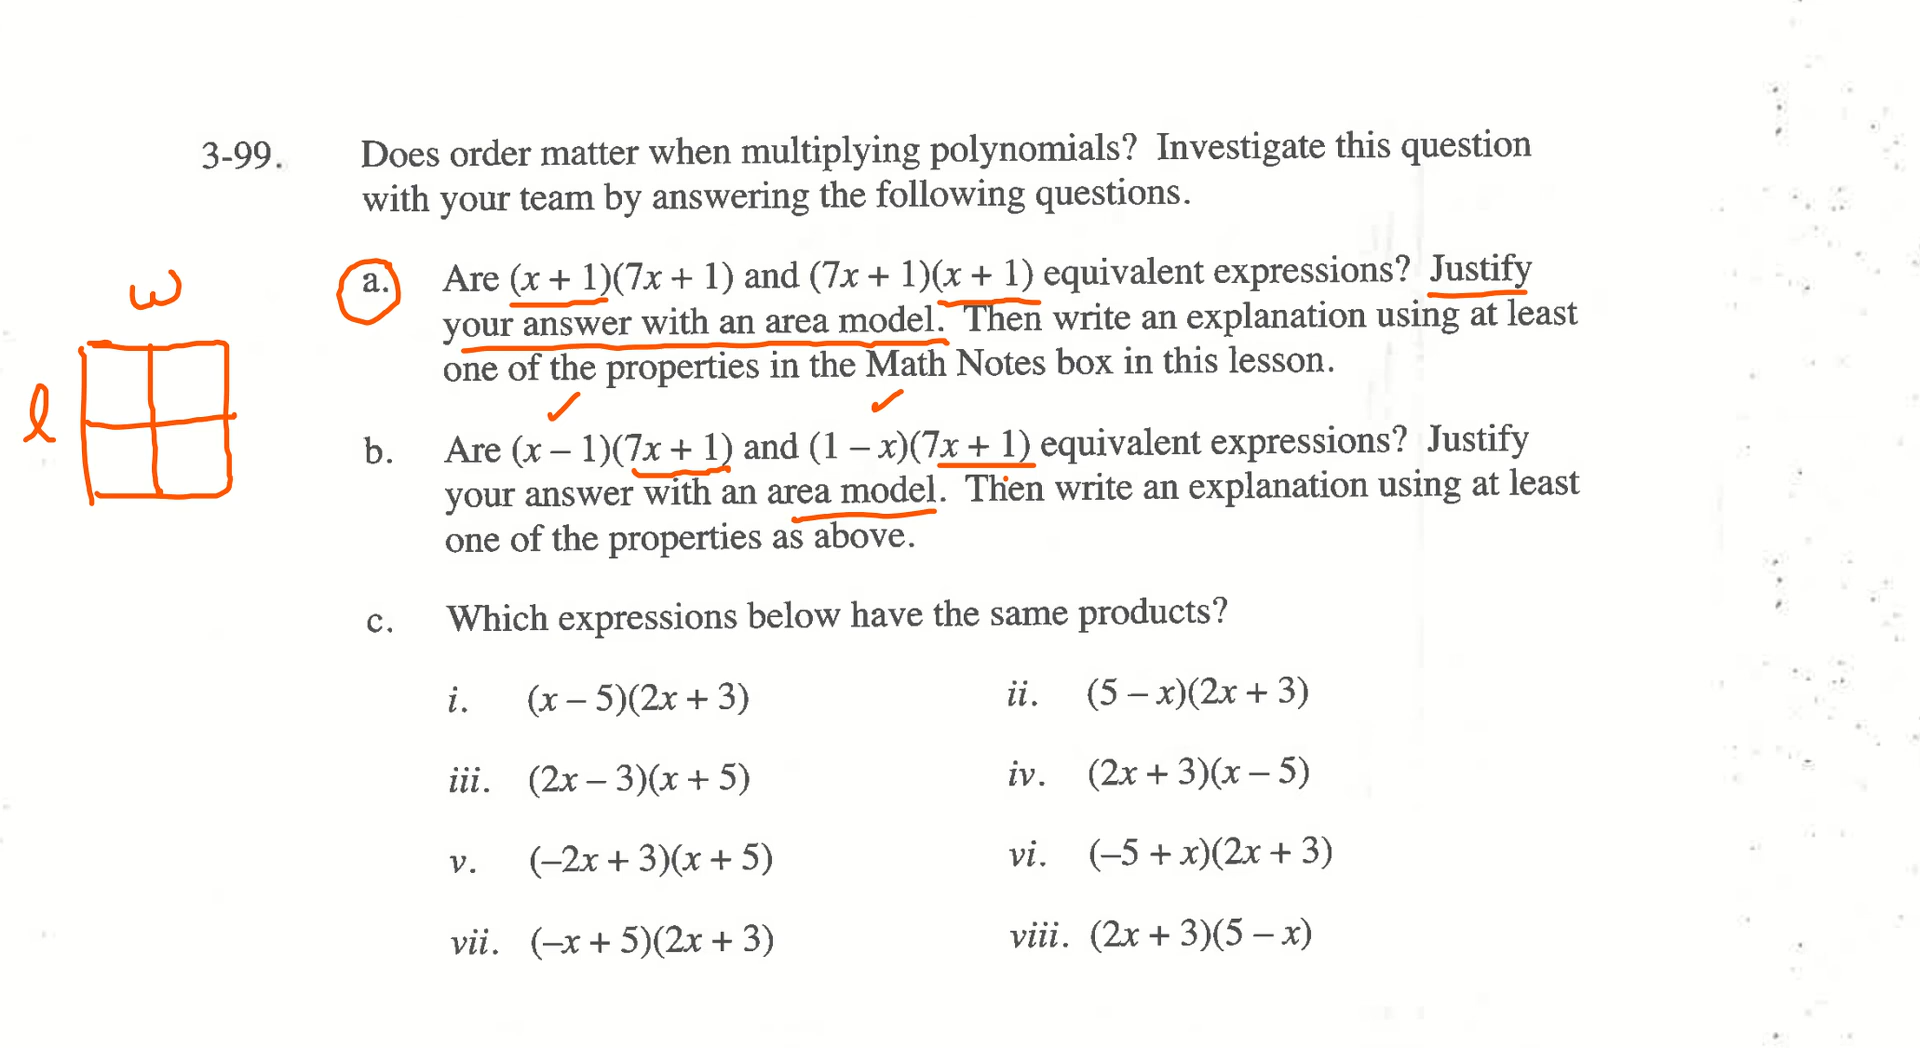 3-99. Does order matter when multiplying polynomials? Investigate this question
with your team by answering the following questions.
w
l
a. Are (x + 1)(7x + 1) and (7x + 1)(x + 1) equivalent expressions? Justify
your answer with an area model. Then write an explanation using at least
one of the properties in the Math Notes box in this lesson.
b. Are (x – 1)(7x + 1) and (1 – x)(7x + 1) equivalent expressions? Justify
your answer with an area model. Then write an explanation using at least
one of the properties as above.
c. Which expressions below have the same products?
i. (x – 5)(2x + 3) ii. (5 – x)(2x + 3)
iii. (2x – 3)(x + 5) iv. (2x + 3)(x – 5)
v. (–2x + 3)(x + 5) vi. (–5 + x)(2x + 3)
vii. (–x + 5)(2x + 3) viii. (2x + 3)(5 – x)